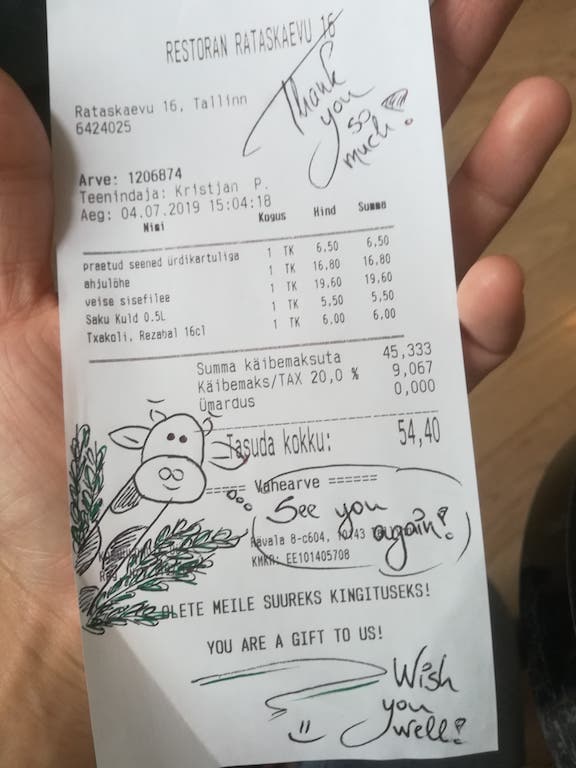 RESTORAN RATASKAEVU 16
Thank
you
so
much!
Rataskaevu 16, Tallinn
6424025
Arve: 1206874
Teenindaja: Kristjan P.
Aeg: 04.07.2019 15:04:18
Nimi Kogus Hind Summa
praetud seened ürdikartuliga 1 TK 6,50 6,50
ahjulõhe 1 TK 16,80 16,80
veise sisefilee 1 TK 19,60 19,60
Saku Kuld 0.5L 1 TK 5,50 5,50
Txakoli, Rezabal 16cl 1 TK 6,00 6,00
Summa käibemaksuta 45,333
Käibemaks/TAX 20,0 % 9,067
Ümardus 0,000
Tasuda kokku: 54,40
===== Vahearve ======
See you
again!
Rävala 8-c604, 10143
KMKR: EE101405708
OLETE MEILE SUUREKS KINGITUSEKS!
YOU ARE A GIFT TO US!
Wish
you
well!